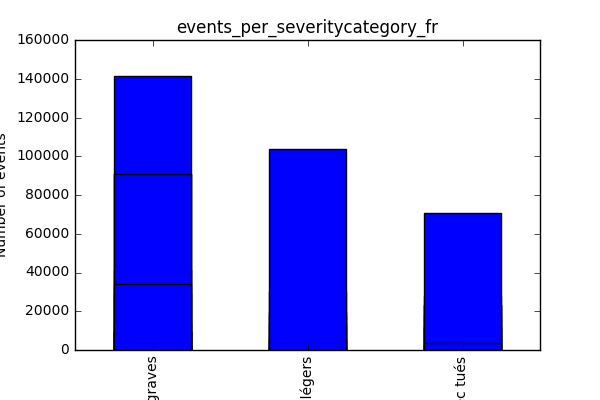 events_per_severitycategory_fr
160000
140000
120000
100000
80000
60000
40000
20000
0
Number of events
graves
légers
tués